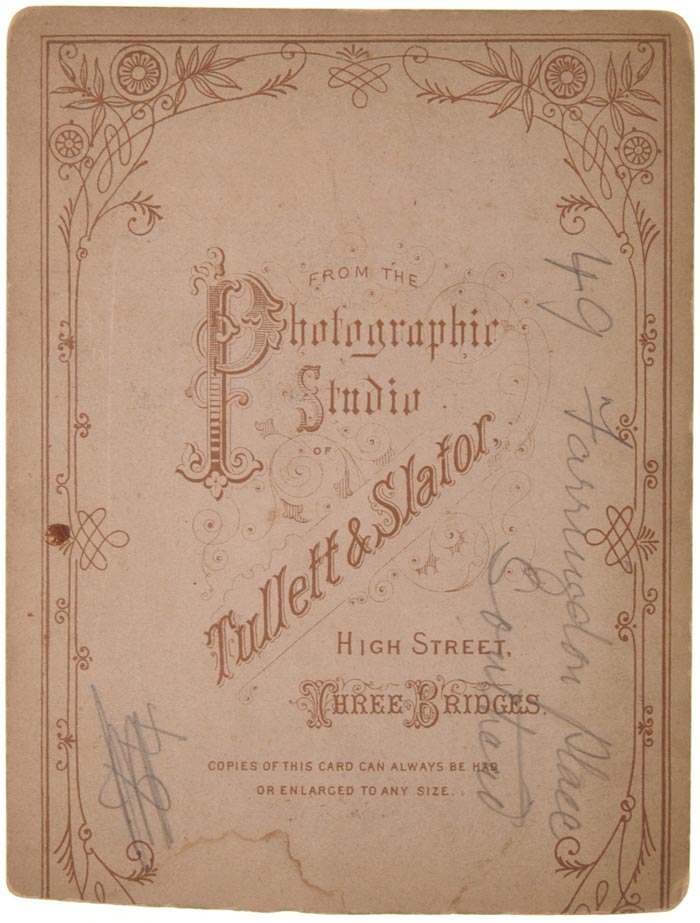 FROM THE
Photographic
Studio
OF
Tullett & Slator,
HIGH STREET,
THREE BRIDGES.
COPIES OF THIS CARD CAN ALWAYS BE HAD
OR ENLARGED TO ANY SIZE.
49 Farringdon Place